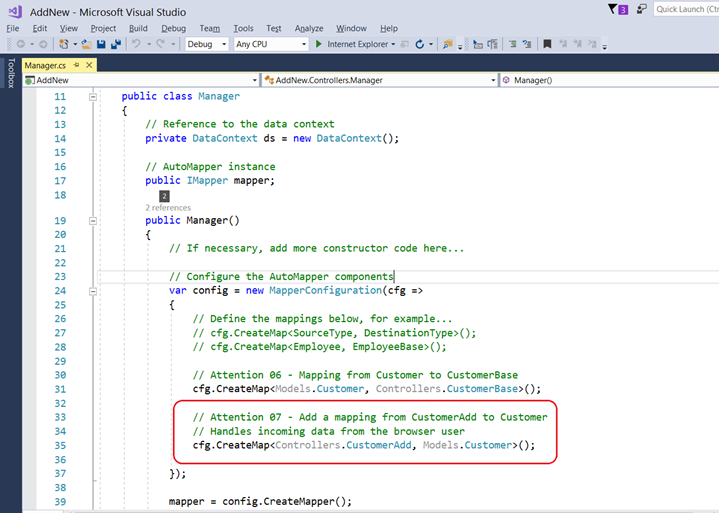 AddNew - Microsoft Visual Studio
3
Quick Launch (Ctrl
File Edit View Project Build Debug Team Tools Test Analyze Window Help
Debug Any CPU Internet Explorer
Toolbox
Manager.cs
AddNew AddNew.Controllers.Manager Manager()
11 public class Manager
12 {
13 // Reference to the data context
14 private DataContext ds = new DataContext();
15
16 // AutoMapper instance
17 public IMapper mapper;
18 2
2 references
19 public Manager()
20 {
21 // If necessary, add more constructor code here...
22
23 // Configure the AutoMapper components
24 var config = new MapperConfiguration(cfg =>
25 {
26 // Define the mappings below, for example...
27 // cfg.CreateMap<SourceType, DestinationType>();
28 // cfg.CreateMap<Employee, EmployeeBase>();
29
30 // Attention 06 - Mapping from Customer to CustomerBase
31 cfg.CreateMap<Models.Customer, Controllers.CustomerBase>();
32
33 // Attention 07 - Add a mapping from CustomerAdd to Customer
34 // Handles incoming data from the browser user
35 cfg.CreateMap<Controllers.CustomerAdd, Models.Customer>();
36
37 });
38
39 mapper = config.CreateMapper();